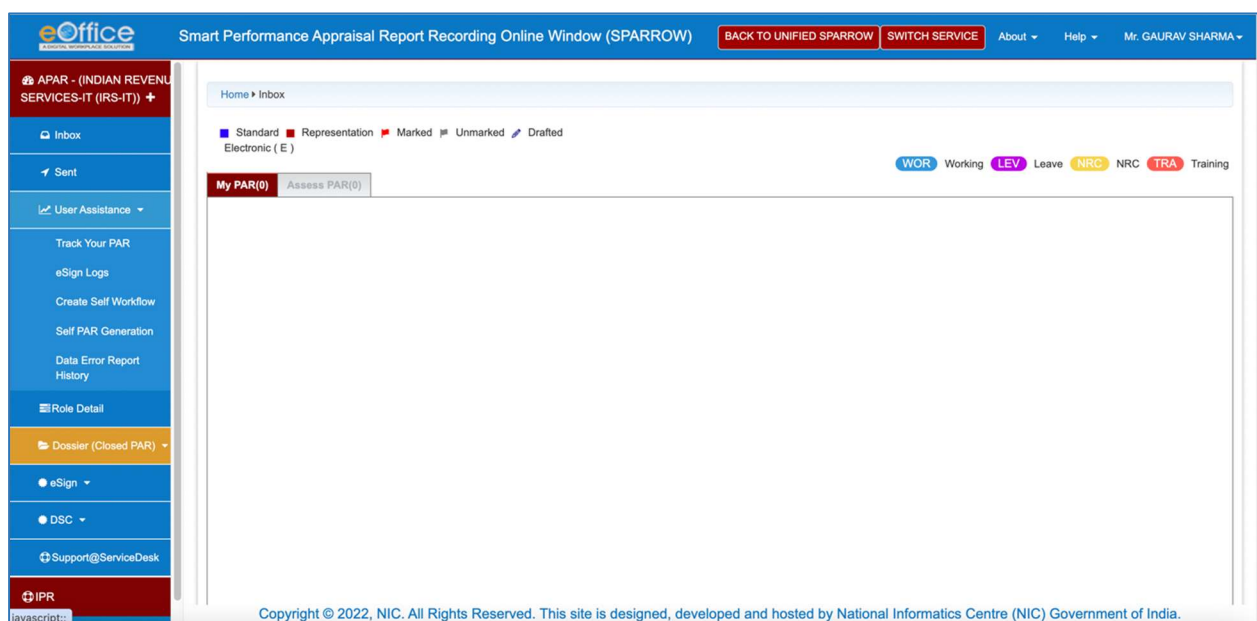 eOffice
A DIGITAL WORKPLACE SOLUTION
Smart Performance Appraisal Report Recording Online Window (SPARROW)
BACK TO UNIFIED SPARROW
SWITCH SERVICE
About
Help
Mr. GAURAV SHARMA
APAR - (INDIAN REVENU
SERVICES-IT (IRS-IT)) +
Inbox
Sent
User Assistance
Track Your PAR
eSign Logs
Create Self Workflow
Self PAR Generation
Data Error Report
History
Role Detail
Dossier (Closed PAR)
eSign
DSC
Support@ServiceDesk
IPR
javascript:;
Home Inbox
Standard Representation Marked Unmarked Drafted
Electronic ( E )
WOR Working LEV Leave NRC NRC TRA Training
My PAR(0) Assess PAR(0)
Copyright © 2022, NIC. All Rights Reserved. This site is designed, developed and hosted by National Informatics Centre (NIC) Government of India.